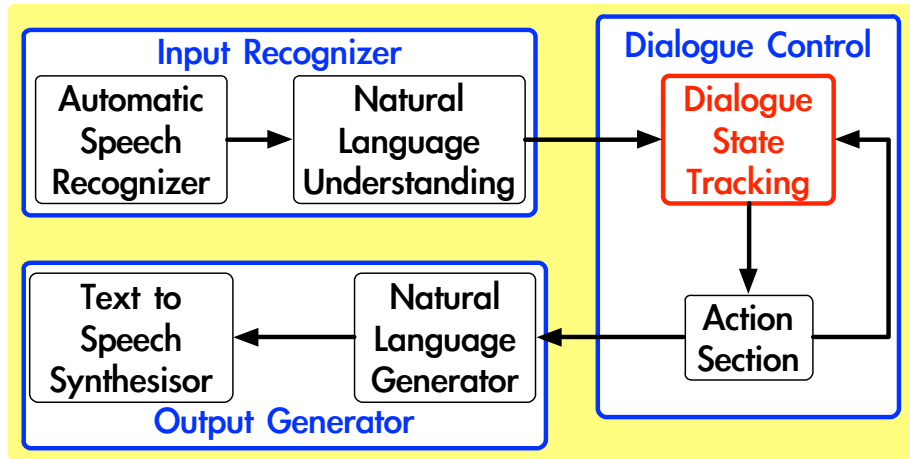 Input Recognizer
Automatic
Speech
Recognizer
Natural
Language
Understanding
Dialogue Control
Dialogue
State
Tracking
Action
Section
Text to
Speech
Synthesisor
Natural
Language
Generator
Output Generator